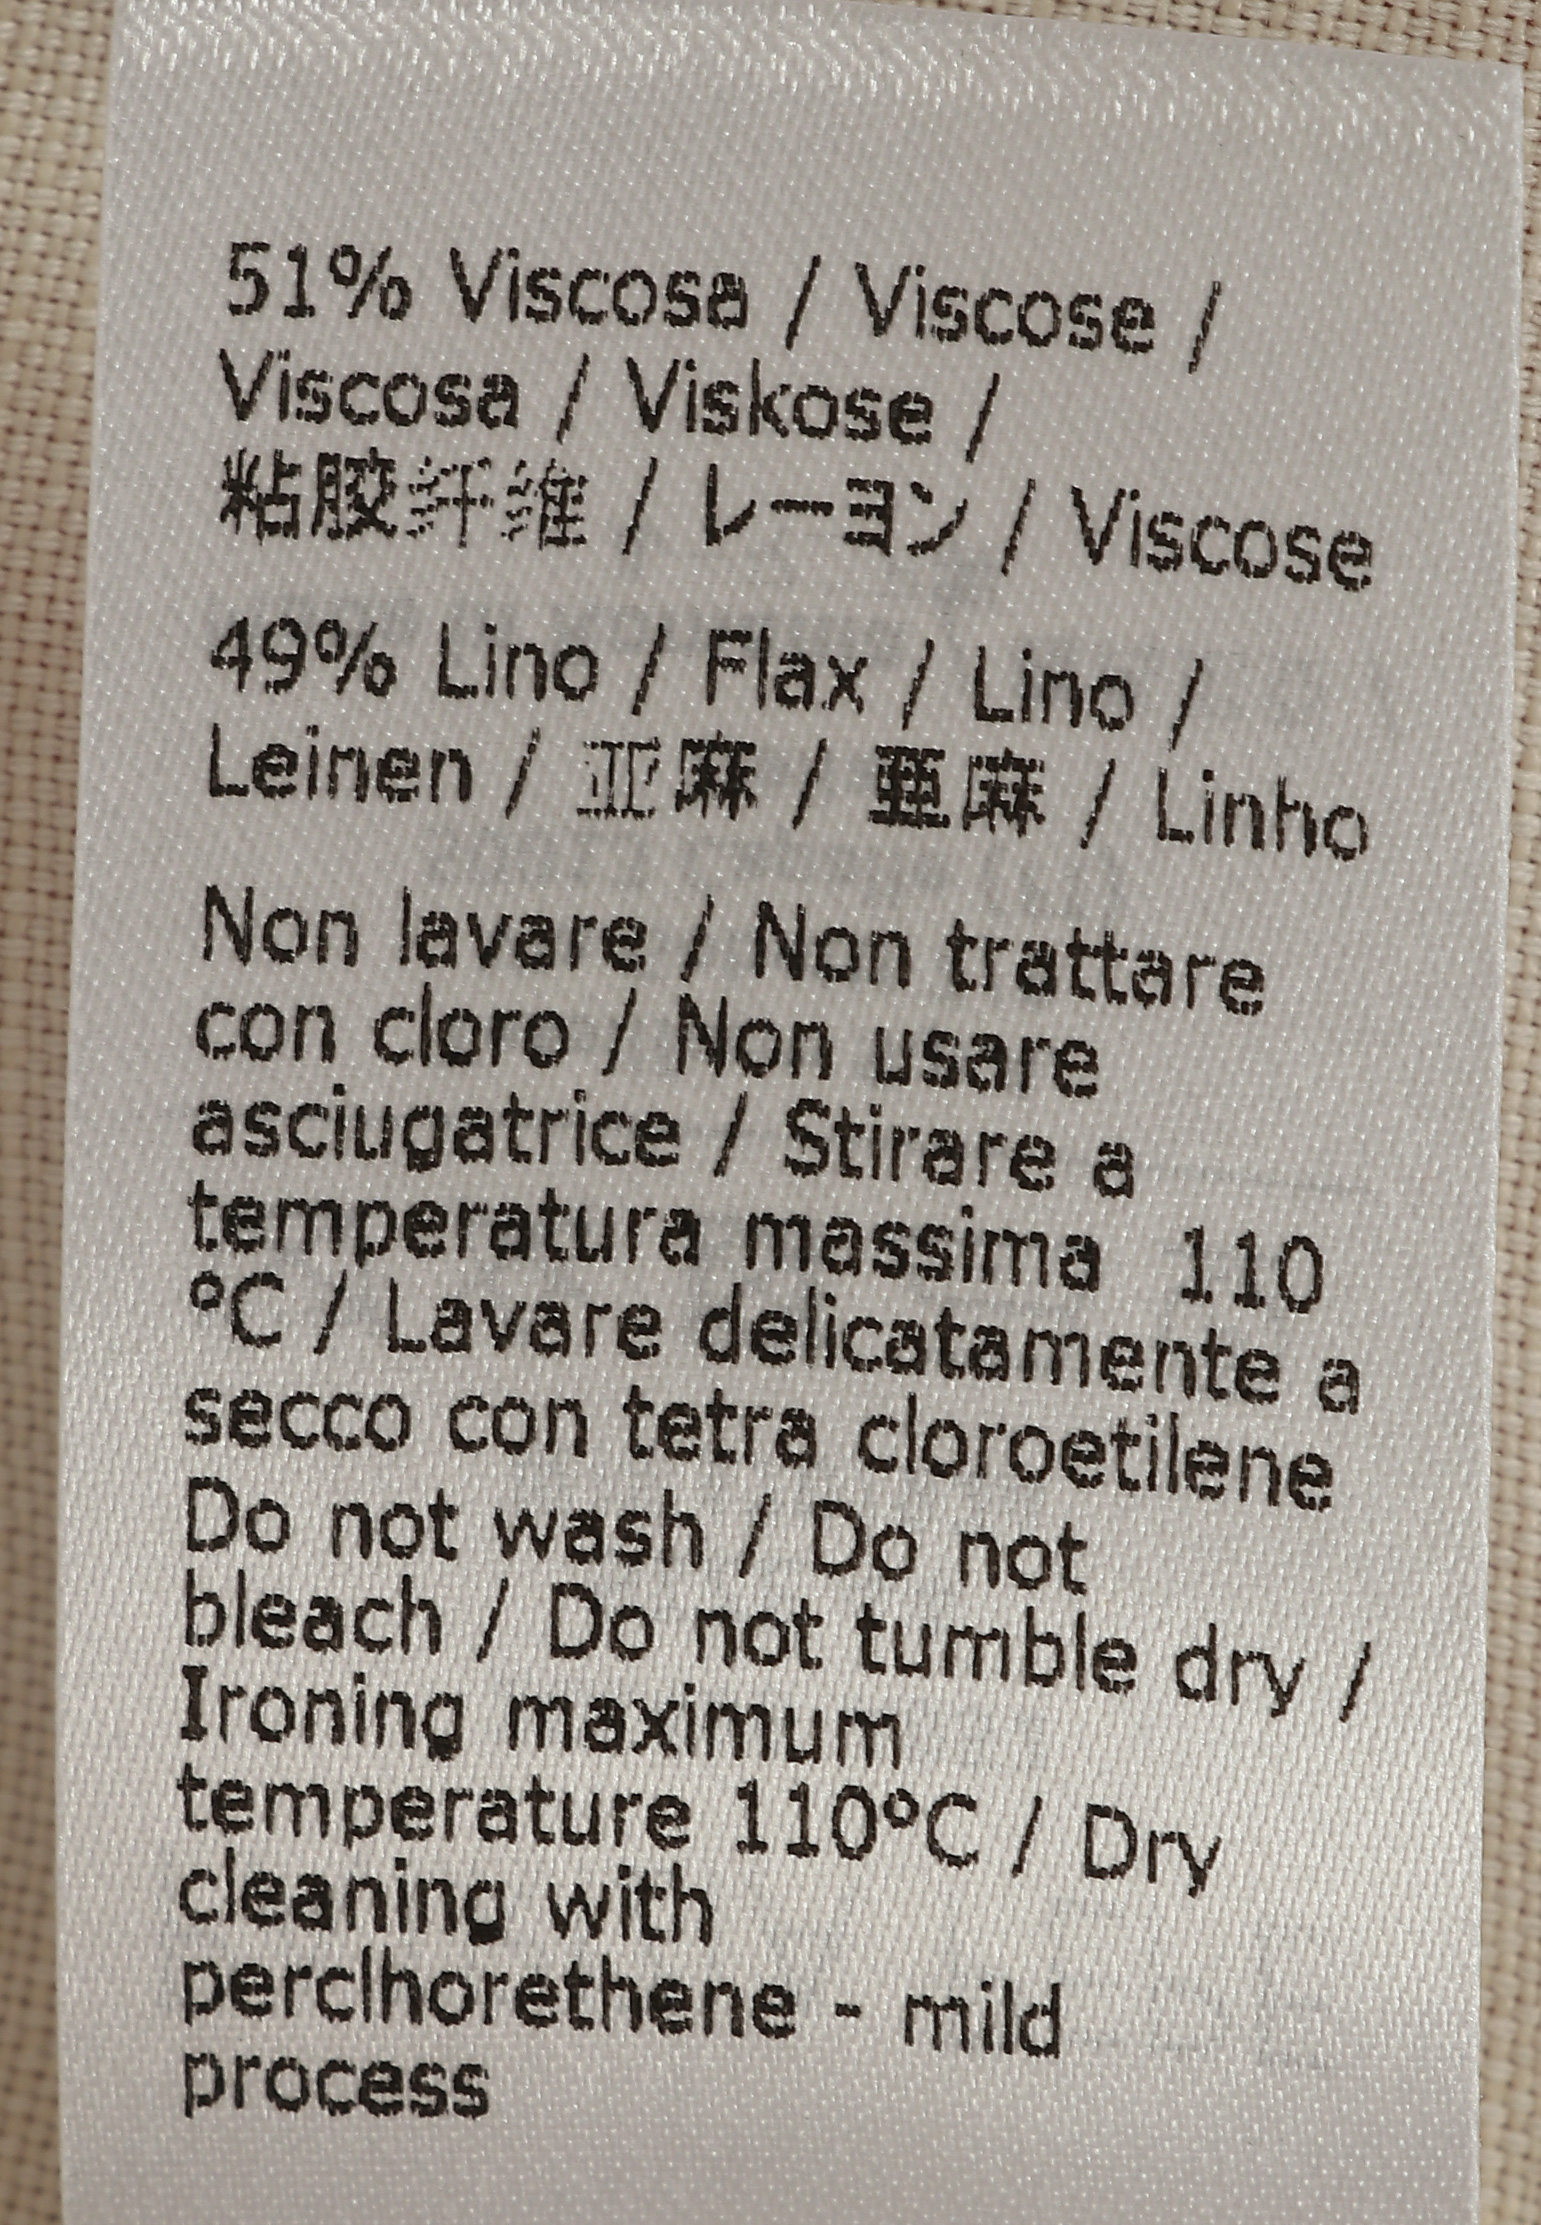 51% Viscosa / Viscose /
Viscosa / Viskose /
粘胶纤维 / レーヨン / Viscose
49% Lino / Flax / Lino /
Leinen / 亚麻 / 亜麻 / Linho
Non lavare / Non trattare
con cloro / Non usare
asciugatrice / Stirare a
temperatura massima 110
°C / Lavare delicatamente a
secco con tetra cloroetilene
Do not wash / Do not
bleach / Do not tumble dry /
Ironing maximum
temperature 110°C / Dry
cleaning with
perclhorethene - mild
process